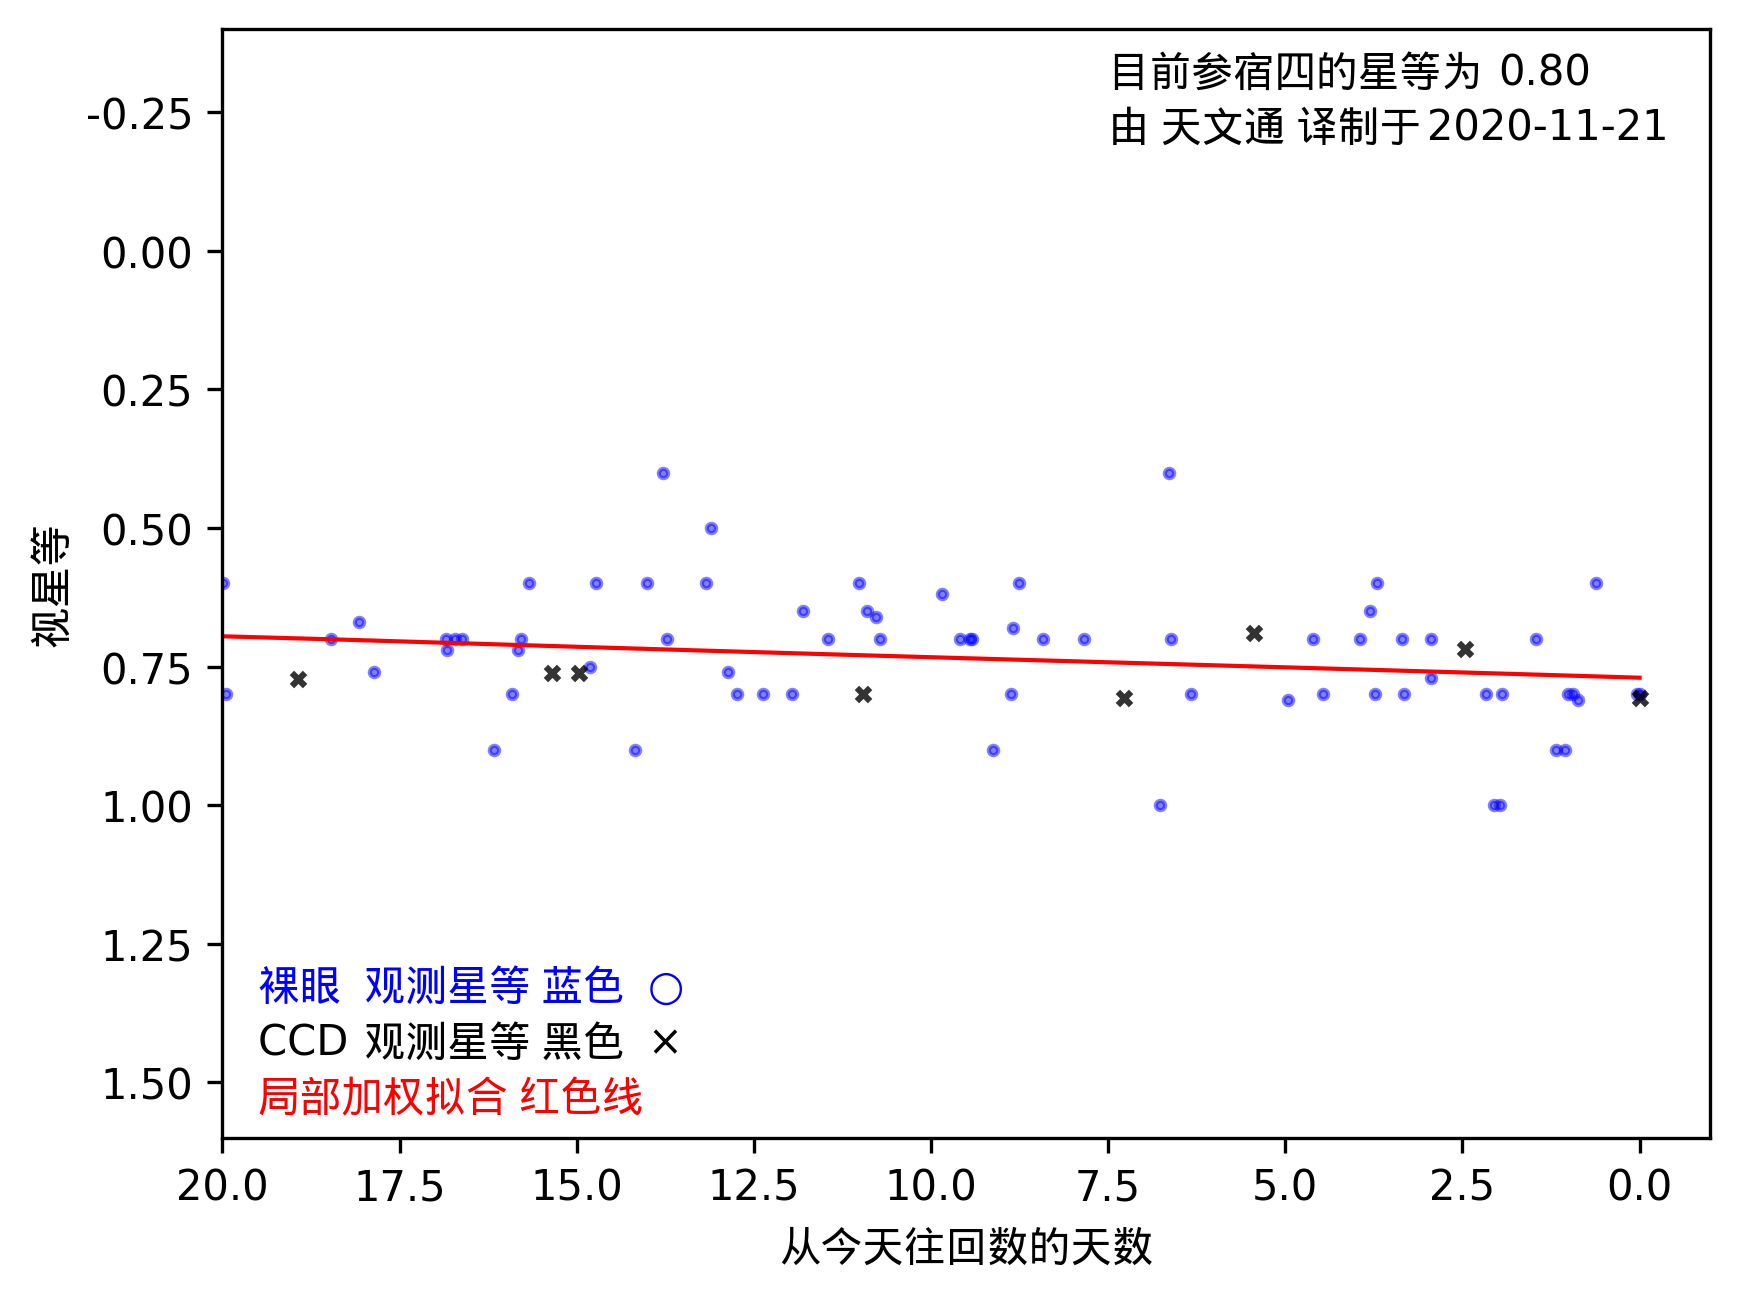 目前参宿四的星等为 0.80
由 天文通 译制于2020-11-21
-0.25
0.00
0.25
0.50
0.75
1.00
1.25
1.50
视星等
裸眼 观测星等 蓝色 ○
CCD 观测星等 黑色 ×
局部加权拟合 红色线
20.0 17.5 15.0 12.5 10.0 7.5 5.0 2.5 0.0
从今天往回数的天数